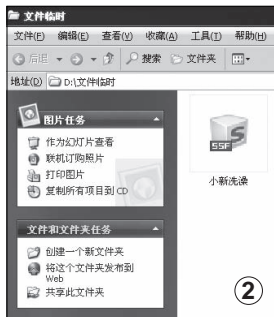 文件临时
文件(F) 编辑(E) 查看(V) 收藏(A) 工具(T) 帮助(H)
后退 搜索 文件夹
地址(D) D:\文件临时
图片任务
作为幻灯片查看
联机订购照片
打印图片
复制所有项目到 CD
SSF
小新洗澡
文件和文件夹任务
创建一个新文件夹
将这个文件夹发布到
Web
共享此文件夹
②